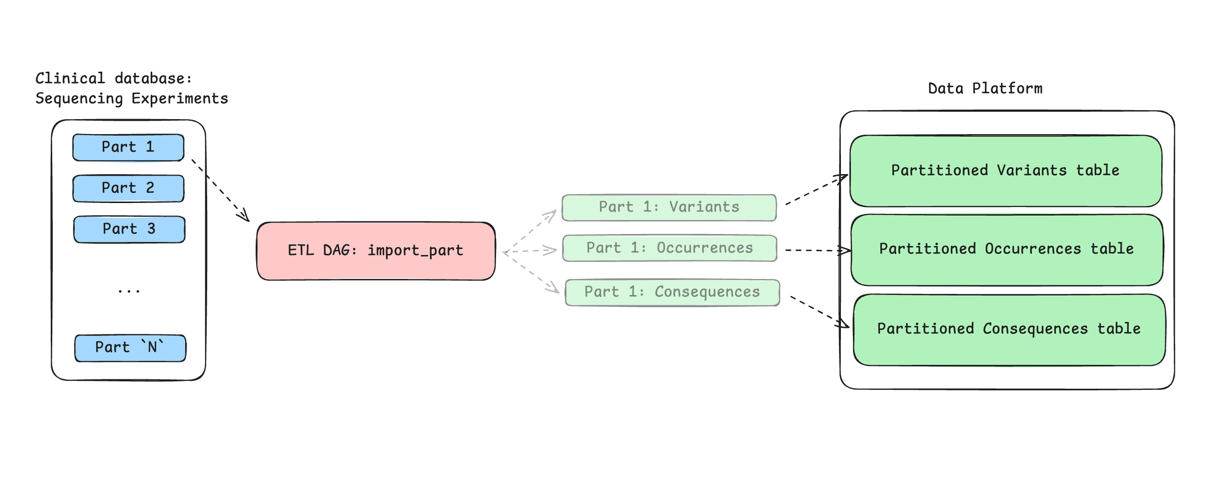 Clinical database:
Sequencing Experiments
Part 1
Part 2
Part 3
...
Part `N`
ETL DAG: import_part
Part 1: Variants
Part 1: Occurrences
Part 1: Consequences
Data Platform
Partitioned Variants table
Partitioned Occurrences table
Partitioned Consequences table